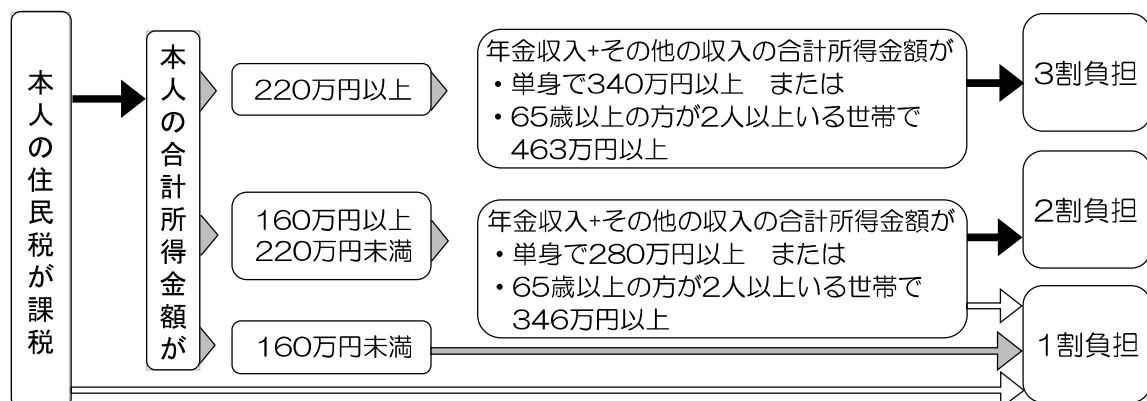 本人の住民税が課税
本人の合計所得金額が
220万円以上
年金収入+その他の収入の合計所得金額が
・単身で340万円以上　または
・65歳以上の方が2人以上いる世帯で
463万円以上
3割負担
160万円以上
220万円未満
年金収入+その他の収入の合計所得金額が
・単身で280万円以上　または
・65歳以上の方が2人以上いる世帯で
346万円以上
2割負担
160万円未満
1割負担